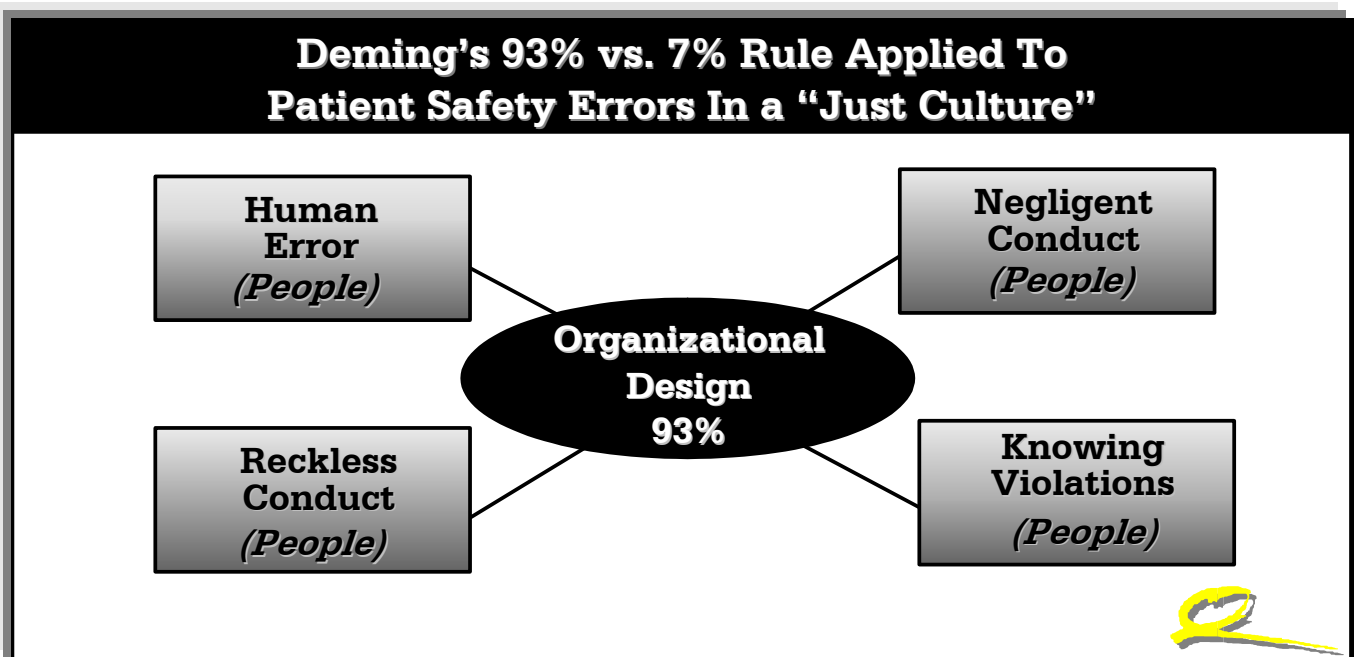 Deming’s 93% vs. 7% Rule Applied To
Patient Safety Errors In a “Just Culture”
Human
Error
(People)
Negligent
Conduct
(People)
Organizational
Design
93%
Reckless
Conduct
(People)
Knowing
Violations
(People)